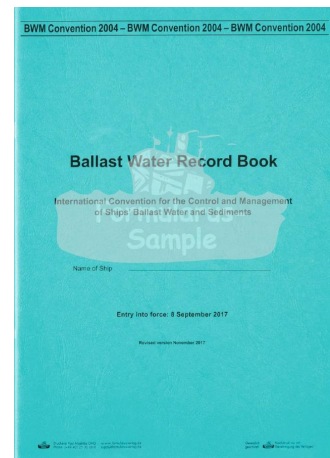 BWM Convention 2004 – BWM Convention 2004 – BWM Convention 2004
Ballast Water Record Book
International Convention for the Control and Management
of Ships' Ballast Water and Sediments
Sample
Name of Ship
Entry into force: 8 September 2017
Revised version November 2017